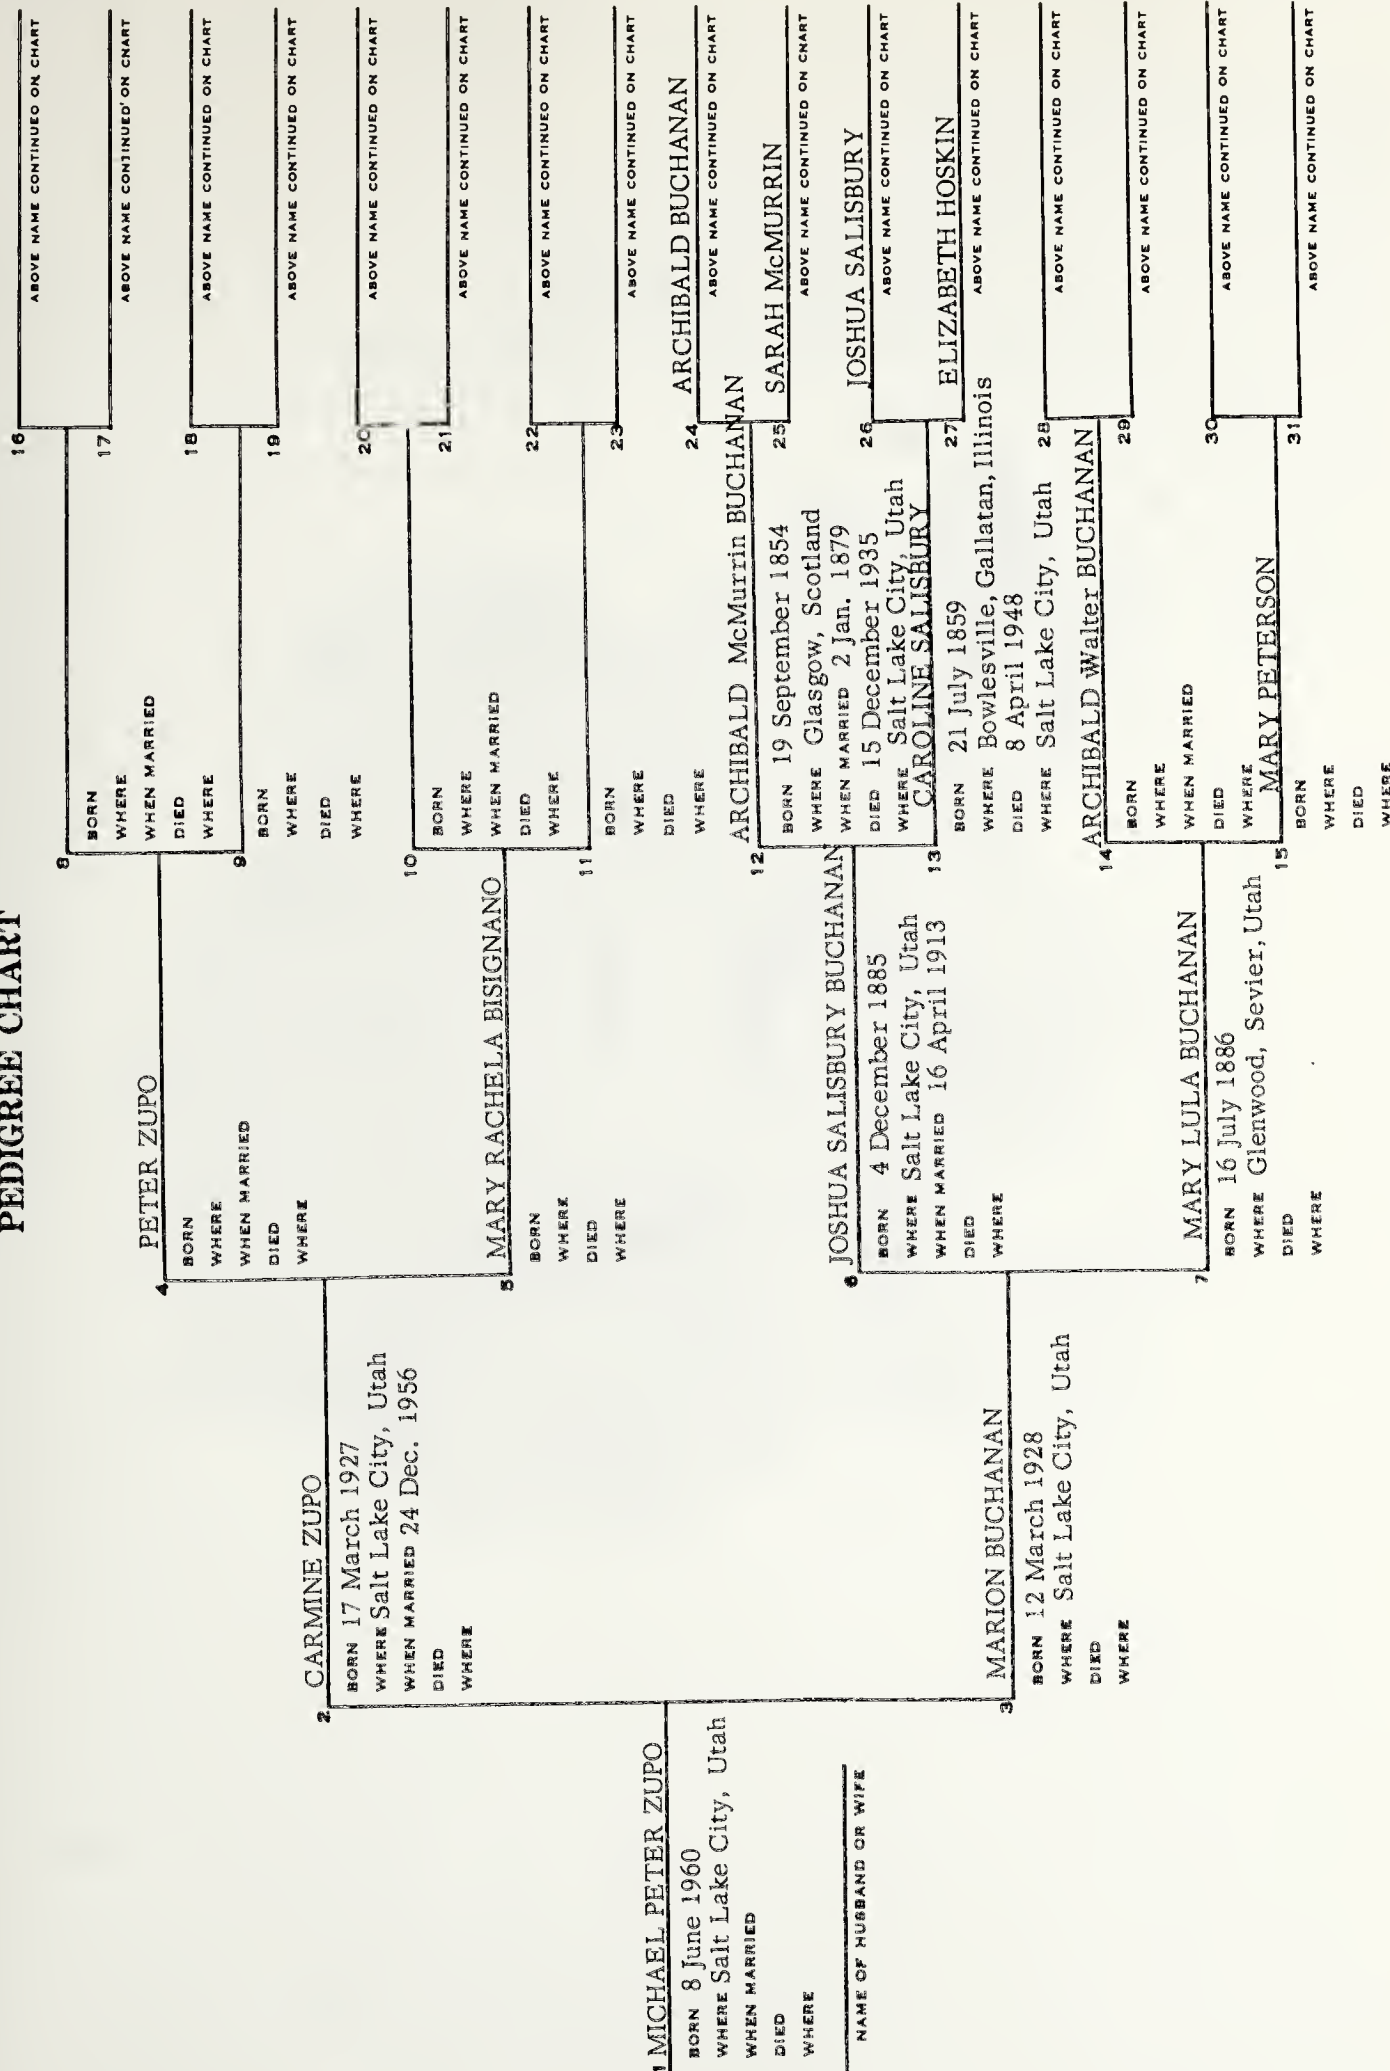 PEDIGREE CHART
MICHAEL PETER ZUPO
BORN 8 June 1960
WHERE Salt Lake City, Utah
WHEN MARRIED
DIED
WHERE
NAME OF HUSBAND OR WIFE
2
CARMINE ZUPO
BORN 17 March 1927
WHERE Salt Lake City, Utah
WHEN MARRIED 24 Dec. 1956
DIED
WHERE
3
MARION BUCHANAN
BORN 12 March 1928
WHERE Salt Lake City, Utah
DIED
WHERE
4
PETER ZUPO
BORN
WHERE
WHEN MARRIED
DIED
WHERE
5
MARY RACHELA BISIGNANO
BORN
WHERE
DIED
WHERE
6
JOSHUA SALISBURY BUCHANAN
BORN 4 December 1885
WHERE Salt Lake City, Utah
WHEN MARRIED 16 April 1913
DIED
WHERE
7
MARY LULA BUCHANAN
BORN 16 July 1886
WHERE Glenwood, Sevier, Utah
DIED
WHERE
8
BORN
WHERE
WHEN MARRIED
DIED
WHERE
9
BORN
WHERE
DIED
WHERE
10
BORN
WHERE
WHEN MARRIED
DIED
WHERE
11
BORN
WHERE
DIED
WHERE
12
ARCHIBALD McMurrin BUCHANAN
BORN 19 September 1854
WHERE Glasgow, Scotland
WHEN MARRIED 2 Jan. 1879
DIED 15 December 1935
WHERE Salt Lake City, Utah
13
CAROLINE SALISBURY
BORN 21 July 1859
WHERE Bowlesville, Gallatan, Illinois
DIED 8 April 1948
WHERE Salt Lake City, Utah
14
ARCHIBALD Walter BUCHANAN
BORN
WHERE
WHEN MARRIED
DIED
WHERE
15
MARY PETERSON
BORN
WHERE
DIED
WHERE
16
ABOVE NAME CONTINUED ON CHART
17
ABOVE NAME CONTINUED ON CHART
18
ABOVE NAME CONTINUED ON CHART
19
ABOVE NAME CONTINUED ON CHART
20
ABOVE NAME CONTINUED ON CHART
21
ABOVE NAME CONTINUED ON CHART
22
ABOVE NAME CONTINUED ON CHART
23
ABOVE NAME CONTINUED ON CHART
24
ARCHIBALD BUCHANAN
ABOVE NAME CONTINUED ON CHART
25
SARAH McMURRIN
ABOVE NAME CONTINUED ON CHART
26
JOSHUA SALISBURY
ABOVE NAME CONTINUED ON CHART
27
ELIZABETH HOSKIN
ABOVE NAME CONTINUED ON CHART
28
ABOVE NAME CONTINUED ON CHART
29
ABOVE NAME CONTINUED ON CHART
30
ABOVE NAME CONTINUED ON CHART
31
ABOVE NAME CONTINUED ON CHART